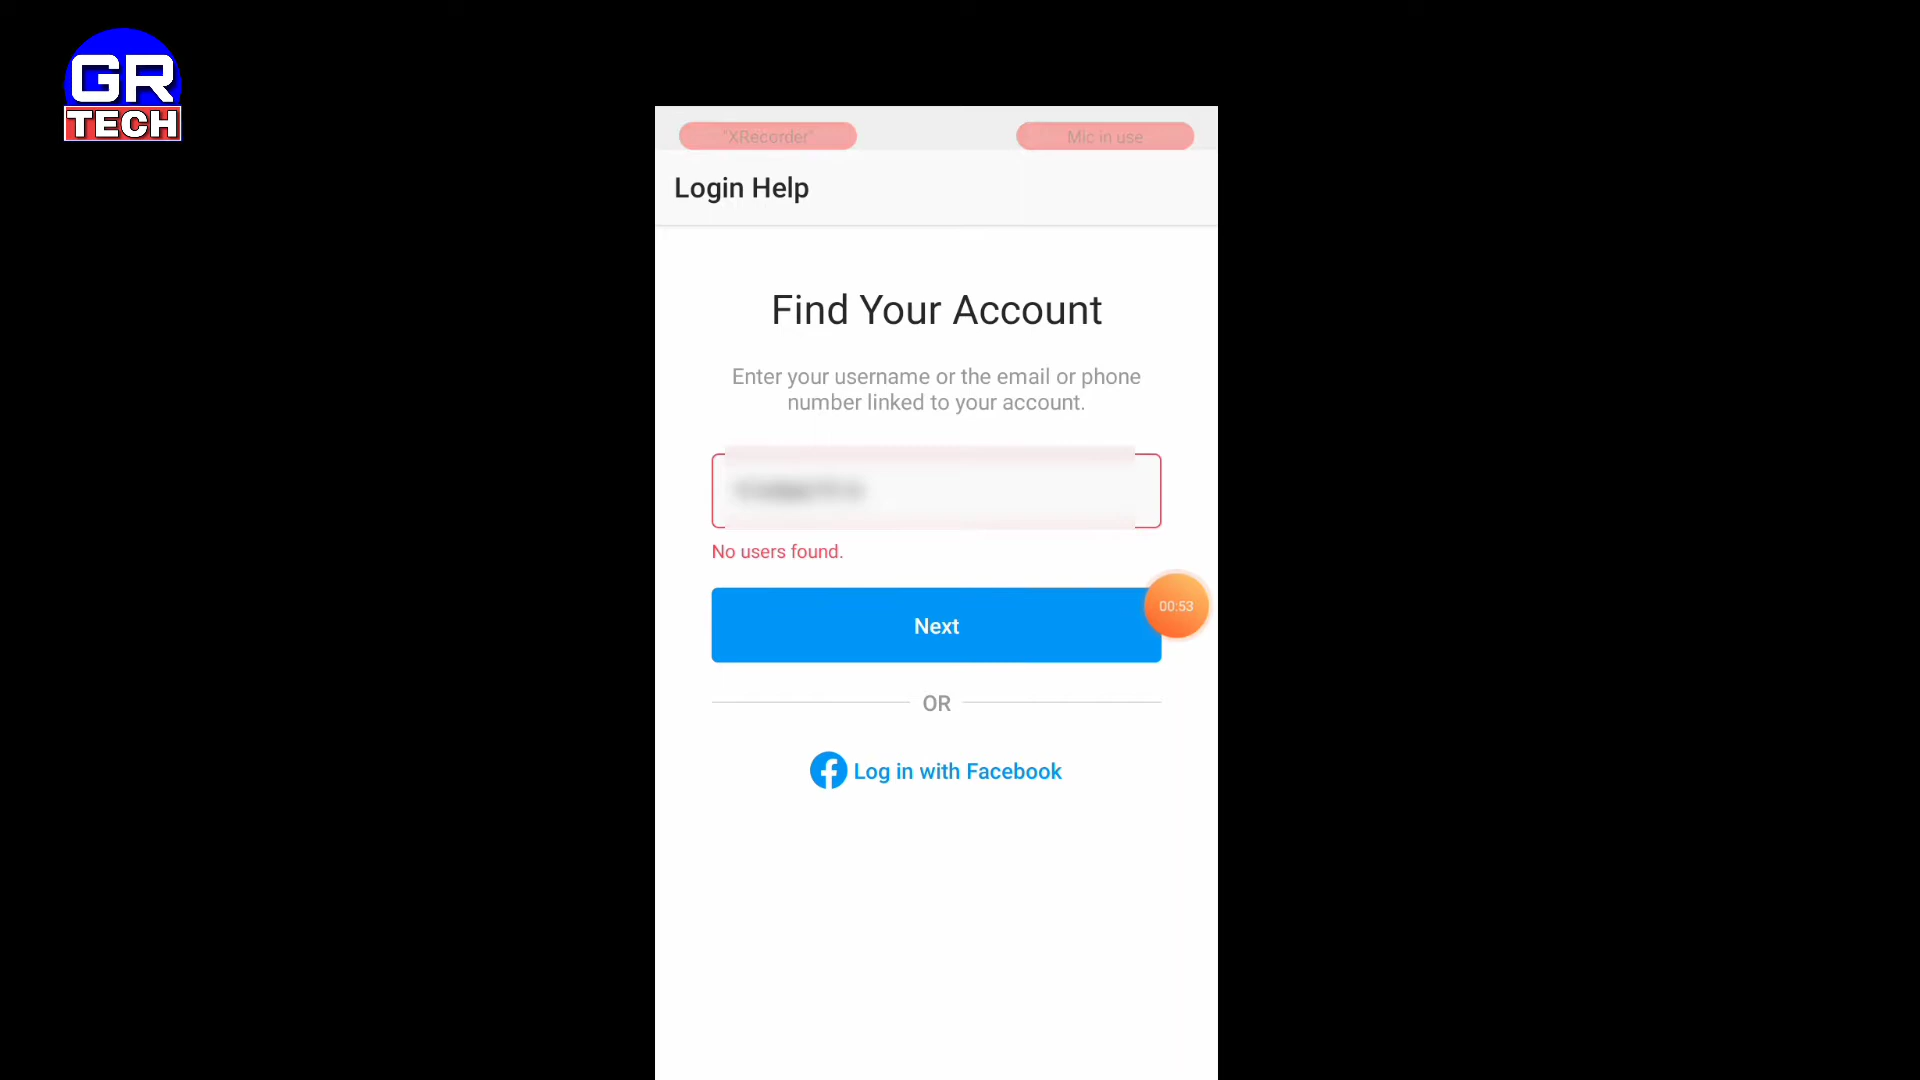 GR
TECH
"XRecorder"
Mic in use
Login Help
Find Your Account
Enter your username or the email or phone
number linked to your account.
No users found.
Next
00:53
OR
Log in with Facebook